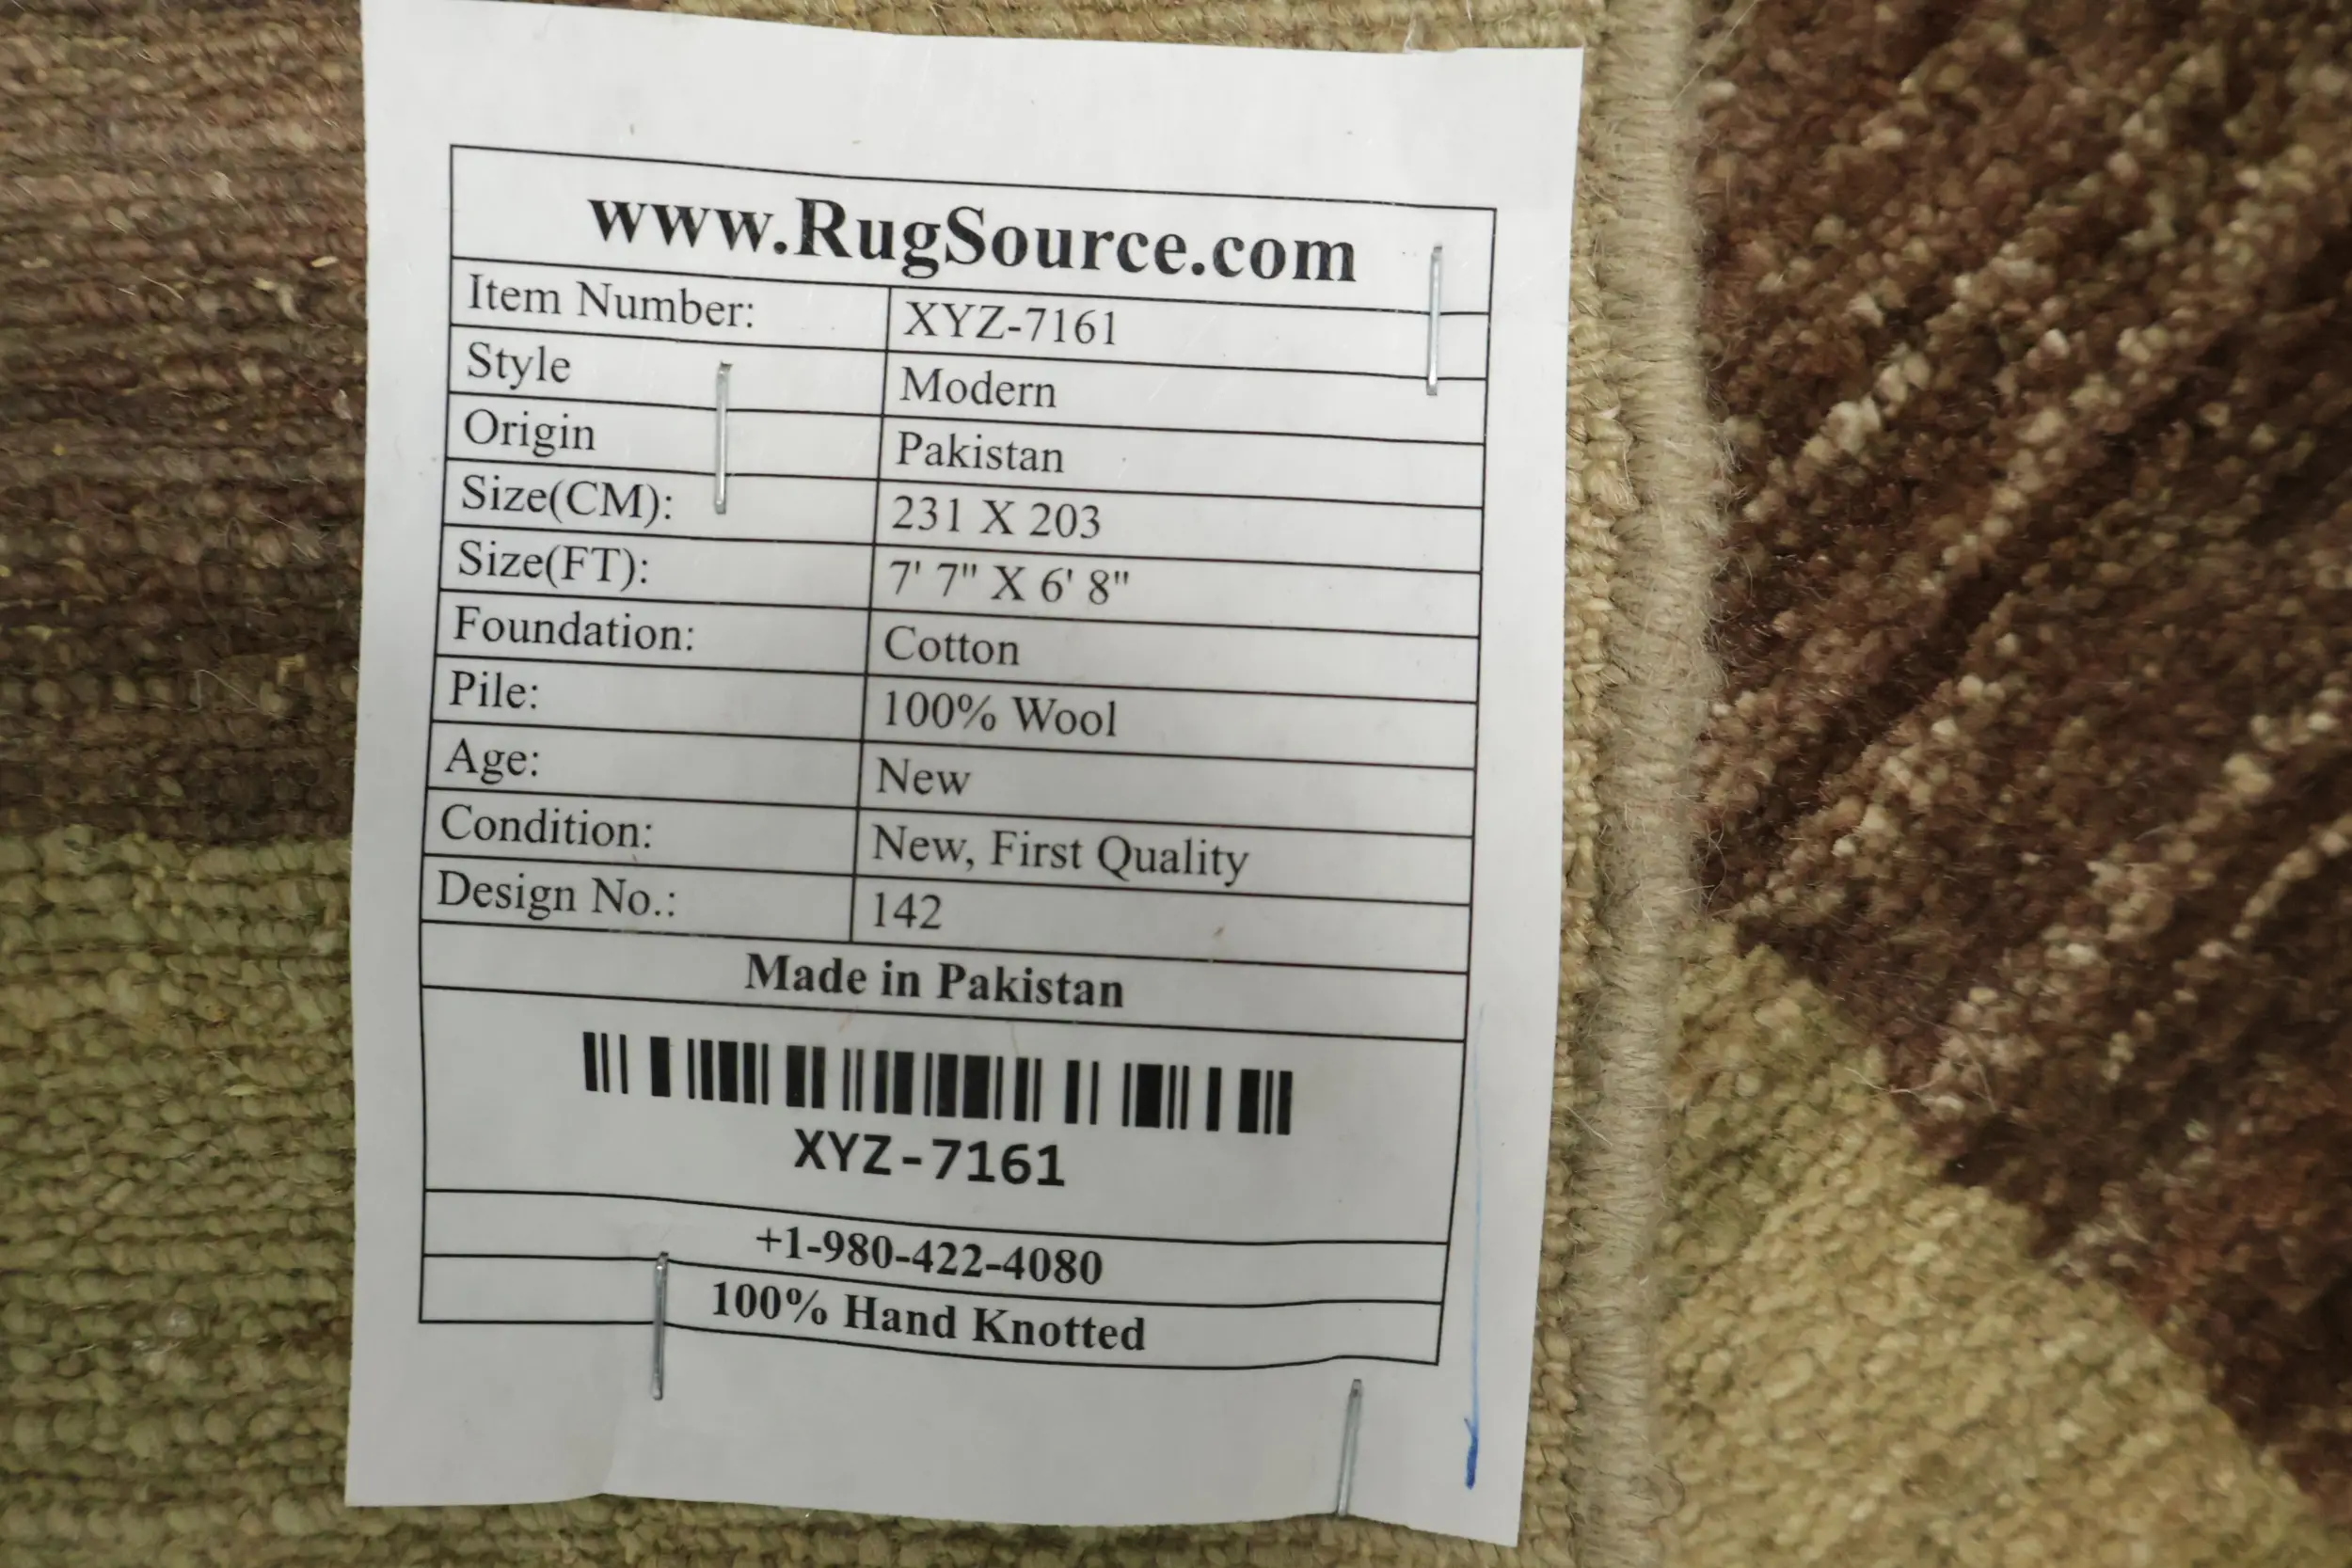 www.RugSource.com
Item Number: XYZ-7161
Style Modern
Origin Pakistan
Size(CM): 231 X 203
Size(FT): 7' 7" X 6' 8"
Foundation: Cotton
Pile: 100% Wool
Age: New
Condition: New, First Quality
Design No.: 142
Made in Pakistan
XYZ-7161
+1-980-422-4080
100% Hand Knotted